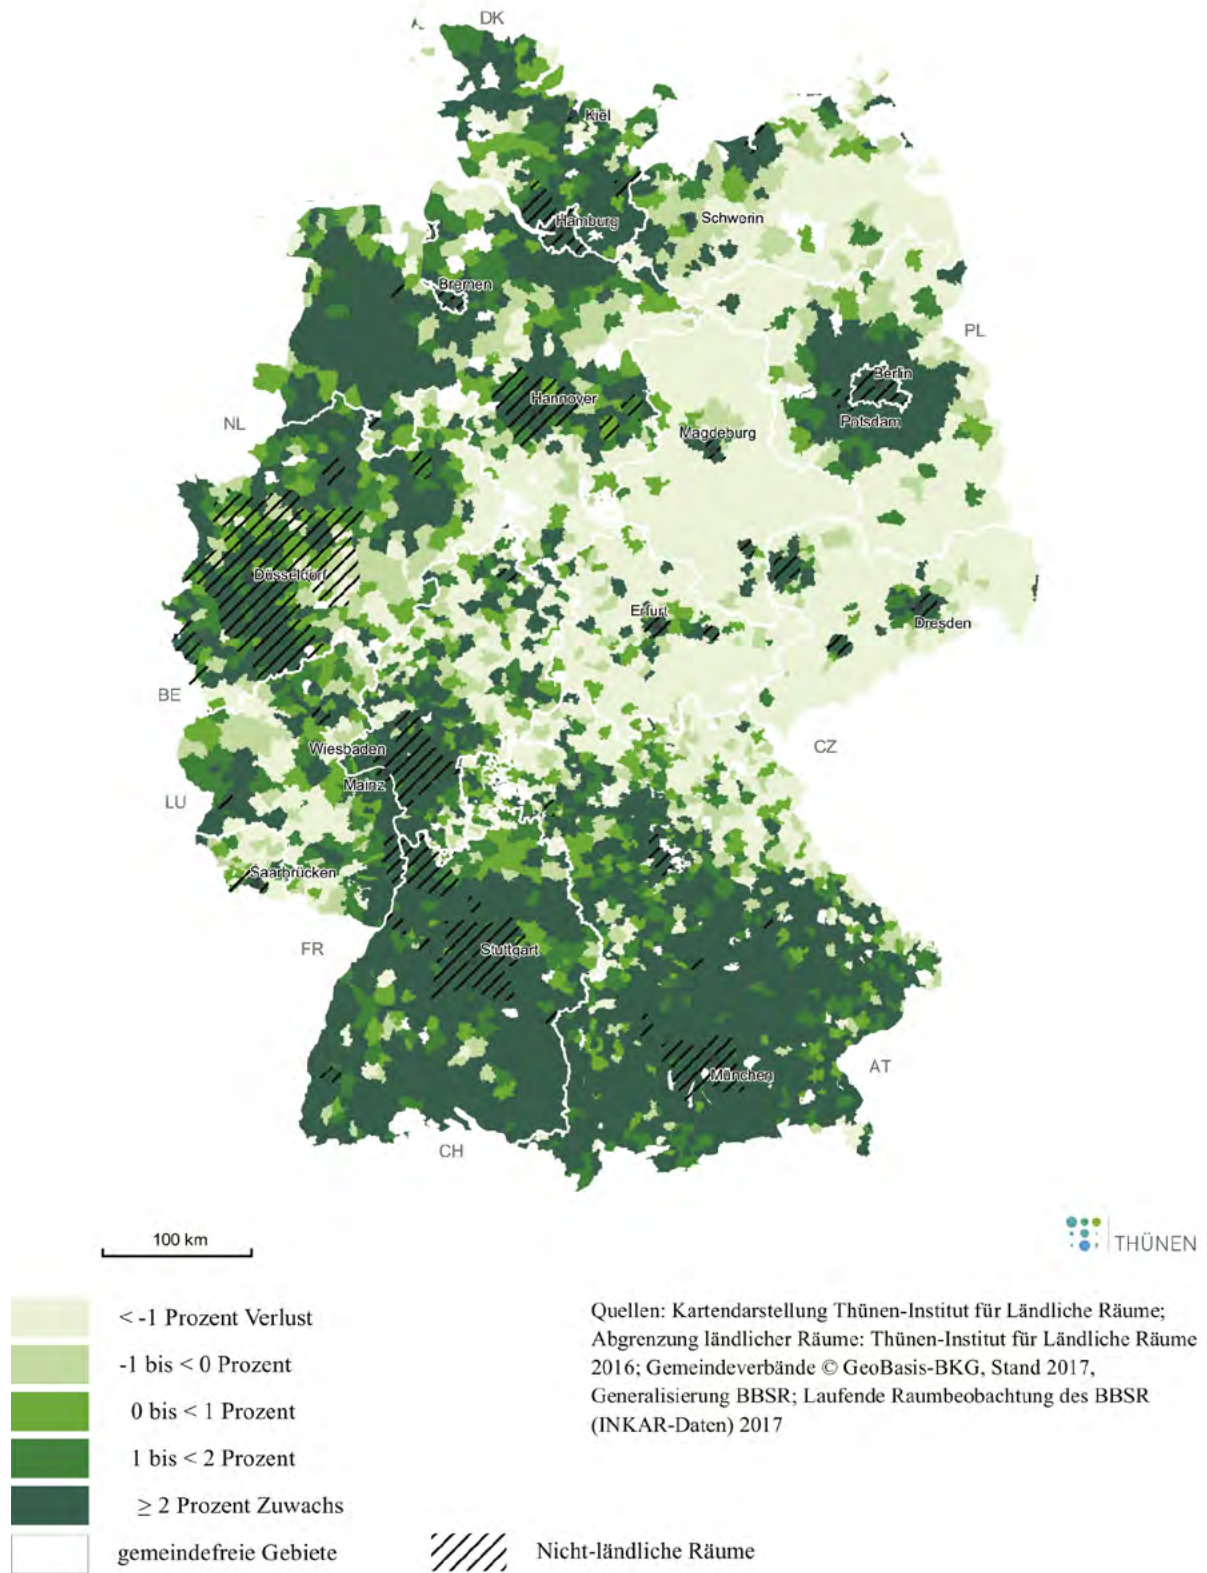 DK
Kiel
Hamburg
Schwerin
Bremen
PL
Berlin
Hannover
Potsdam
NL
Magdeburg
Düsseldorf
Erfurt
Dresden
BE
CZ
Wiesbaden
Mainz
LU
Saarbrücken
FR
Stuttgart
AT
München
CH
100 km
THÜNEN
< -1 Prozent Verlust
-1 bis < 0 Prozent
0 bis < 1 Prozent
1 bis < 2 Prozent
≥ 2 Prozent Zuwachs
gemeindefreie Gebiete
Nicht-ländliche Räume
Quellen: Kartendarstellung Thünen-Institut für Ländliche Räume;
Abgrenzung ländlicher Räume: Thünen-Institut für Ländliche Räume
2016; Gemeindeverbände © GeoBasis-BKG, Stand 2017,
Generalisierung BBSR; Laufende Raumbeobachtung des BBSR
(INKAR-Daten) 2017